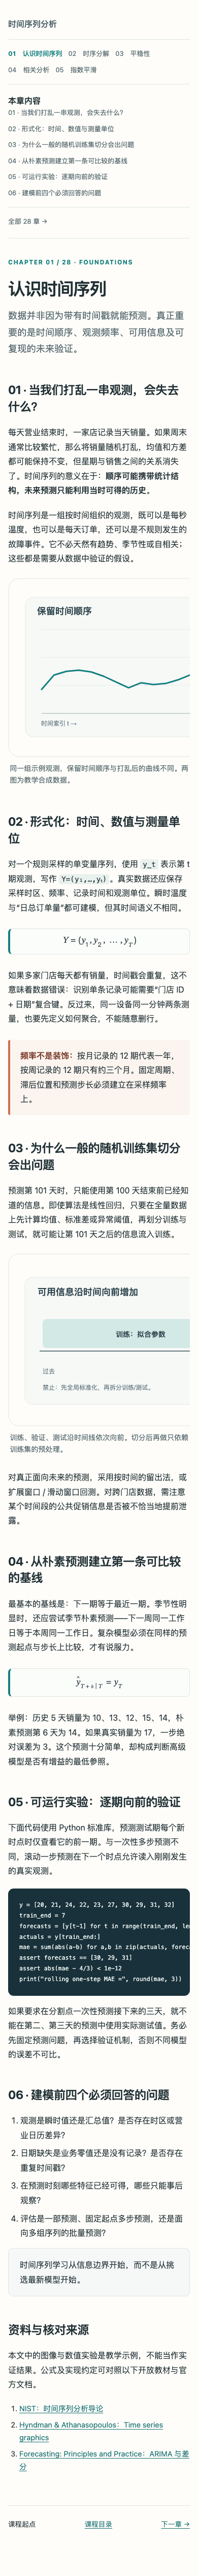 时间序列分析
01 认识时间序列 02 时序分解 03 平稳性
04 相关分析 05 指数平滑
本章内容
01 · 当我们打乱一串观测，会失去什么？
02 · 形式化：时间、数值与测量单位
03 · 为什么一般的随机训练集切分会出问题
04 · 从朴素预测建立第一条可比较的基线
05 · 可运行实验：逐期向前的验证
06 · 建模前四个必须回答的问题
全部 28 章 →
CHAPTER 01 / 28 · FOUNDATIONS
认识时间序列
数据并非因为带有时间戳就能预测。真正重
要的是时间顺序、观测频率、可用信息及可
复现的未来验证。
01 · 当我们打乱一串观测，会失去
什么？
每天营业结束时，一家店记录当天销量。如果周末
通常比较繁忙，那么将销量随机打乱，均值和方差
都可能保持不变，但星期与销售之间的关系消失
了。时间序列的意义在于：顺序可能携带统计结
构，未来预测只能利用当时可得的历史。
时间序列是一组按时间组织的观测，既可以是每秒
温度，也可以是每天订单，还可以是不规则发生的
故障事件。它不必天然有趋势、季节性或自相关；
这些都是需要从数据中验证的假设。
保留时间顺序
时间索引 t →
同一组示例观测，保留时间顺序与打乱后的曲线不同。两
图为教学合成数据。
02 · 形式化：时间、数值与测量单
位
对一个规则采样的单变量序列，使用 y_t 表示第 t
期观测，写作 Y=(y₁,…,yₜ)。真实数据还应保存
采样时区、频率、记录时间和观测单位。瞬时温度
与“日总订单量”都可建模，但其时间语义不相同。
Y = (y₁, y₂, … , y_T)
如果多家门店每天都有销量，时间戳会重复，这不
意味着数据错误：识别单条记录可能需要“门店 ID
+ 日期”复合键。反过来，同一设备同一分钟两条测
量，也要先定义如何聚合，不能随意删行。
频率不是装饰：按月记录的 12 期代表一年，
按周记录的 12 期只有约三个月。固定周期、
滞后位置和预测步长必须建立在采样频率
上。
03 · 为什么一般的随机训练集切分
会出问题
预测第 101 天时，只能使用第 100 天结束前已经知
道的信息。即使算法是线性回归，只要在全量数据
上先计算均值、标准差或异常阈值，再划分训练与
测试，就可能让第 101 天之后的信息流入训练。
可用信息沿时间向前增加
训练：拟合参数
过去
禁止：先全局标准化，再拆分训练/测试。
训练、验证、测试沿时间线依次向前。切分后再做只依赖
训练集的预处理。
对真正面向未来的预测，采用按时间的留出法，或
扩展窗口 / 滑动窗口回测。对跨门店数据，需注意
某个时间段的公共促销信息是否被不恰当地提前泄
露。
04 · 从朴素预测建立第一条可比较
的基线
最基本的基线是：下一期等于最近一期。季节性明
显时，还应尝试季节朴素预测——下一周同一工作
日等于本周同一工作日。复杂模型必须在同样的预
测起点与步长上比较，才有说服力。
ŷ_{T+h|T} = y_T
举例：历史 5 天销量为 10、13、12、15、14，朴
素预测第 6 天为 14。如果真实销量为 17，一步绝
对误差为 3。这个预测十分简单，却构成判断高级
模型是否有增益的最低参照。
05 · 可运行实验：逐期向前的验证
下面代码使用 Python 标准库，预测测试期每个新
时点时仅查看它的前一期。与一次性多步预测不
同，滚动一步预测在下一个时点允许读入刚刚发生
的真实观测。
y = [20, 21, 24, 22, 23, 27, 30, 29, 31, 32]
train_end = 7
forecasts = [y[t-1] for t in range(train_end, le
actuals = y[train_end:]
mae = sum(abs(a-b) for a,b in zip(actuals, foreca
assert forecasts == [30, 29, 31]
assert abs(mae - 4/3) < 1e-12
print("rolling one-step MAE =", round(mae, 3))
如果要求在分割点一次性预测接下来的三天，就不
能在第二、第三天的预测中使用实际测试值。务必
先固定预测问题，再选择验证机制，否则不同模型
的误差不可比。
06 · 建模前四个必须回答的问题
1. 观测是瞬时值还是汇总值？是否存在时区或营
业日历差异？
2. 日期缺失是业务零值还是没有记录？是否存在
重复时间戳？
3. 在预测时刻哪些特征已经可得，哪些只能事后
观察？
4. 评估是一部预测、固定起点多步预测，还是面
向多组序列的批量预测？
时间序列学习从信息边界开始，而不是从挑
选最新模型开始。
资料与核对来源
本文中的图像与数值实验是教学示例，不能当作实
证结果。公式及实现约定可对照以下开放教材与官
方文档。
1. NIST：时间序列分析导论
2. Hyndman & Athanasopoulos：Time series
graphics
3. Forecasting: Principles and Practice：ARIMA 与差
分
课程起点 课程目录 下一章 →